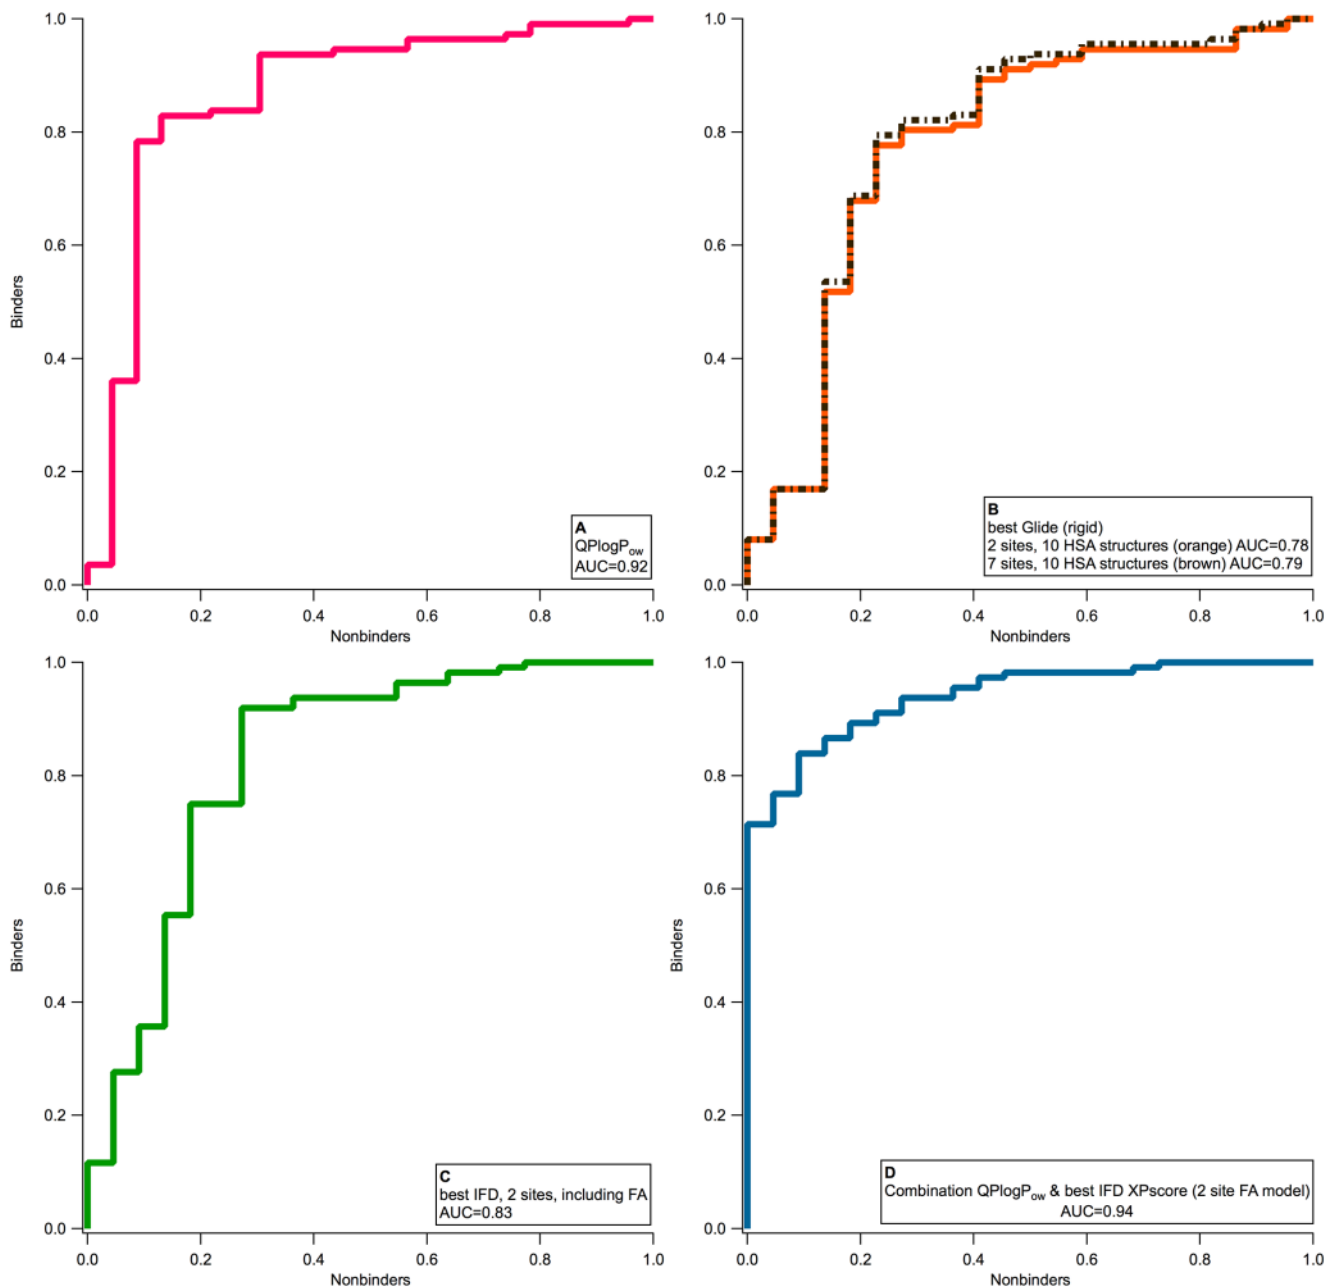 1.0
0.8
0.6
0.4
0.2
0.0
Binders
0.0 0.2 0.4 0.6 0.8 1.0
Nonbinders
A
QPlogPow
AUC=0.92
1.0
0.8
0.6
0.4
0.2
0.0
Binders
0.0 0.2 0.4 0.6 0.8 1.0
Nonbinders
B
best Glide (rigid)
2 sites, 10 HSA structures (orange) AUC=0.78
7 sites, 10 HSA structures (brown) AUC=0.79
1.0
0.8
0.6
0.4
0.2
0.0
Binders
0.0 0.2 0.4 0.6 0.8 1.0
Nonbinders
C
best IFD, 2 sites, including FA
AUC=0.83
1.0
0.8
0.6
0.4
0.2
0.0
Binders
0.0 0.2 0.4 0.6 0.8 1.0
Nonbinders
D
Combination QPlogPow & best IFD XPscore (2 site FA model)
AUC=0.94